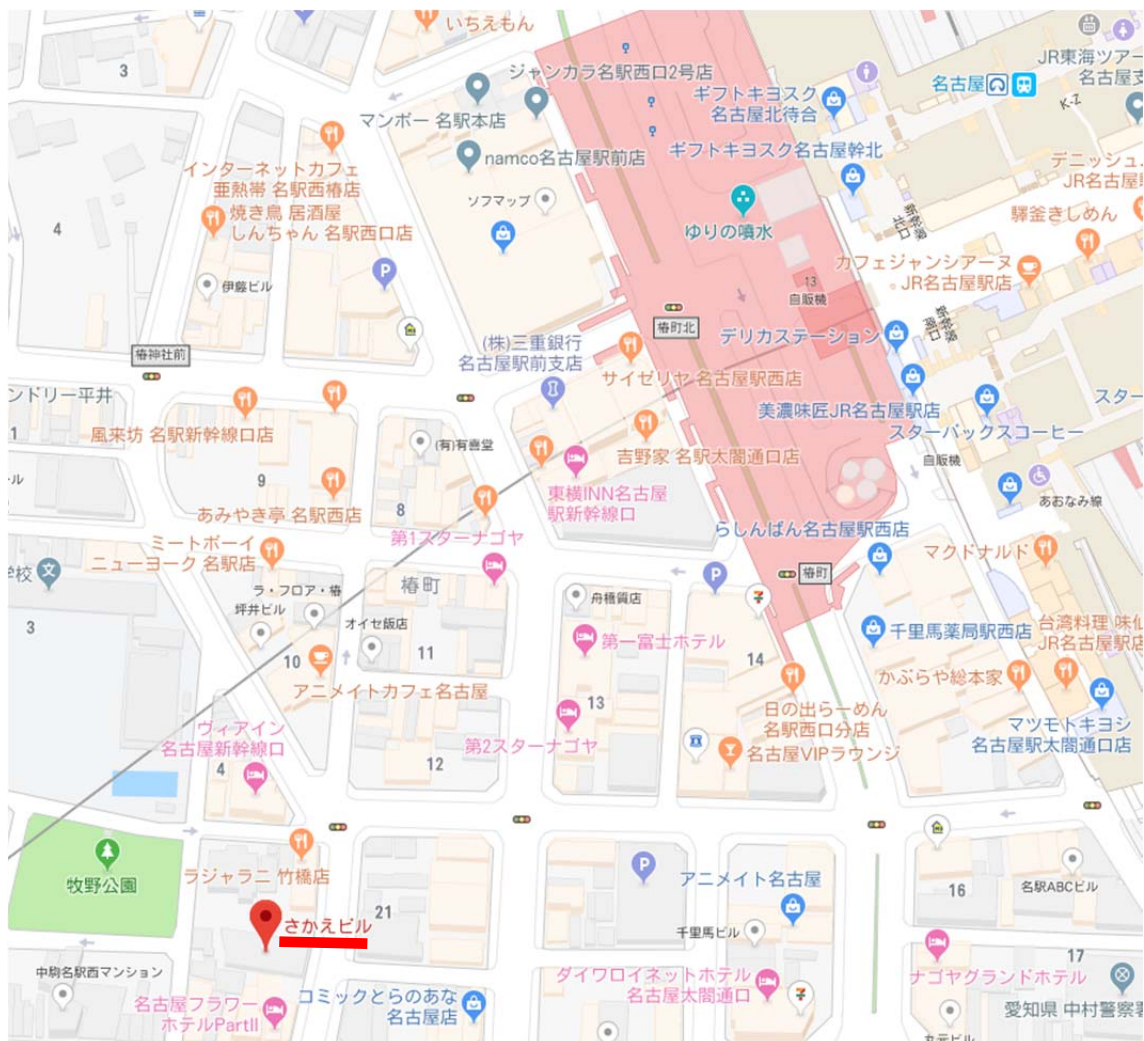 いちえもん
3
ジャンカラ名駅西口2号店
マンボー 名駅本店
namco名古屋駅前店
ソフマップ
インターネットカフェ
亜熱帯 名駅西椿店
焼き鳥 居酒屋
しんちゃん 名駅西口店
4
P
伊藤ビル
椿神社前
JR東海ツアー
名古屋支
名古屋
K-Z
ギフトキヨスク
名古屋北待合
ギフトキヨスク名古屋幹北
デニッシュ
JR名古屋
驛釜きしめん
ゆりの噴水
新幹線
北口
カフェジャンシアーヌ
JR名古屋駅店
13
自販機
椿町北
デリカステーション
新幹線
南口
(株)三重銀行
名古屋駅前支店
サイゼリヤ 名古屋駅西店
美濃味匠JR名古屋駅店
スター
スターバックスコーヒー
ンドリー平井
1
風来坊 名駅新幹線口店
(有)有喜堂
吉野家 名駅太閤通口店
自販機
ル
9
8
東横INN名古屋
駅新幹線口
あおなみ線
あみやき亭 名駅西店
らしんばん名古屋駅西店
ミートボーイ
ニューヨーク 名駅店
第1スターナゴヤ
マクドナルド
学校
文
椿町
P
椿町
ラ・フロア・椿
坪井ビル
舟橋質店
3
オイセ飯店
第一富士ホテル
千里馬薬局駅西店
台湾料理 味仙
JR名古屋駅店
10
11
14
アニメイトカフェ名古屋
かぶらや総本家
13
日の出らーめん
名駅西口分店
マツモトキヨシ
名古屋駅太閤通口店
ヴィアイン
名古屋新幹線口
第2スターナゴヤ
名古屋VIPラウンジ
4
12
牧野公園
ラジャラニ 竹橋店
P
アニメイト名古屋
16
名駅ABCビル
さかえビル
21
千里馬ビル
17
中駒名駅西マンション
ダイワロイネットホテル
名古屋太閤通口
ナゴヤグランドホテル
名古屋フラワー
ホテルPartII
コミックとらのあな
名古屋店
愛知県 中村警察署
丸元ビル